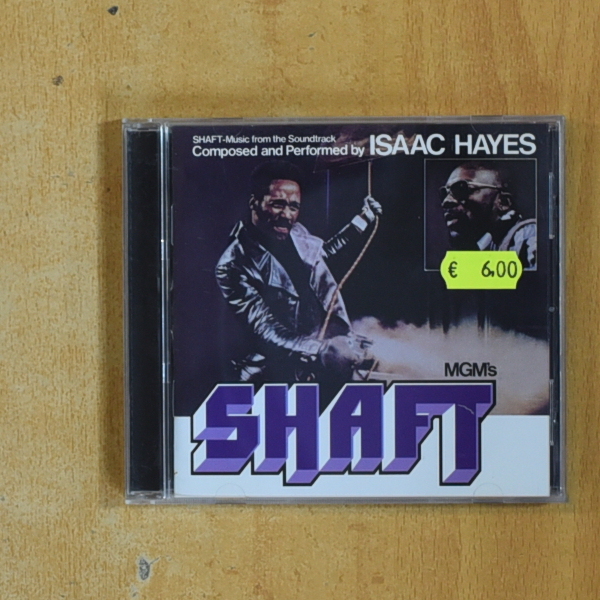 SHAFT-Music from the Soundtrack
Composed and Performed by ISAAC HAYES
€ 6,00
MGM's
SHAFT